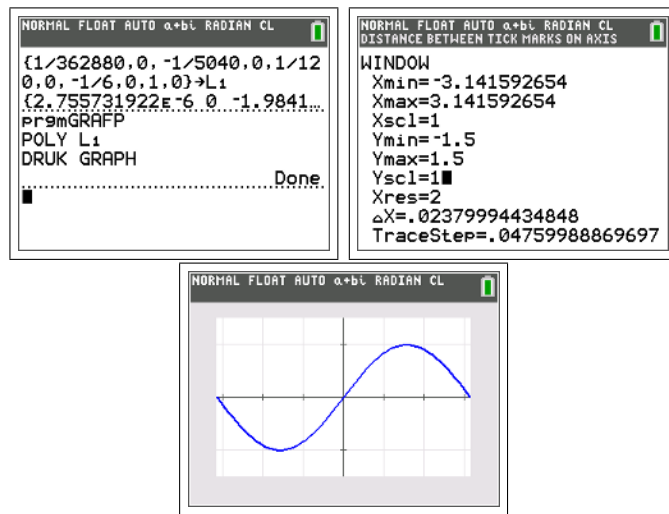 NORMAL FLOAT AUTO a+bi RADIAN CL
{1/362880,0,-1/5040,0,1/12
0,0,-1/6,0,1,0}→L₁
{2.755731922ᴇ-6 0 -1.9841…
prgmGRAFP
POLY L₁
DRUK GRAPH
Done
NORMAL FLOAT AUTO a+bi RADIAN CL
DISTANCE BETWEEN TICK MARKS ON AXIS
WINDOW
Xmin=-3.141592654
Xmax=3.141592654
Xscl=1
Ymin=-1.5
Ymax=1.5
Yscl=1
Xres=2
△X=.02379994434848
TraceStep=.04759988869697
NORMAL FLOAT AUTO a+bi RADIAN CL